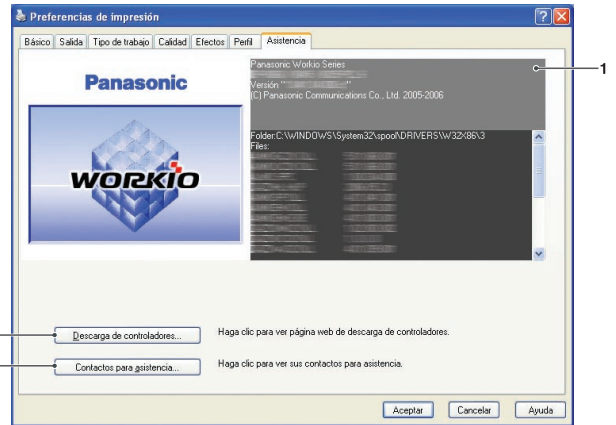 Preferencias de impresión
Básico Salida Tipo de trabajo Calidad Efectos Perfil Asistencia
Panasonic
WORKIO
Panasonic Workio Series
Versión "
(C) Panasonic Communications Co., Ltd. 2005-2006
1
Folder:C:\WINDOWS\System32\spool\DRIVERS\W32X86\3
Files:
Descarga de controladores... Haga clic para ver página web de descarga de controladores.
Contactos para asistencia... Haga clic para ver sus contactos para asistencia.
Aceptar Cancelar Ayuda